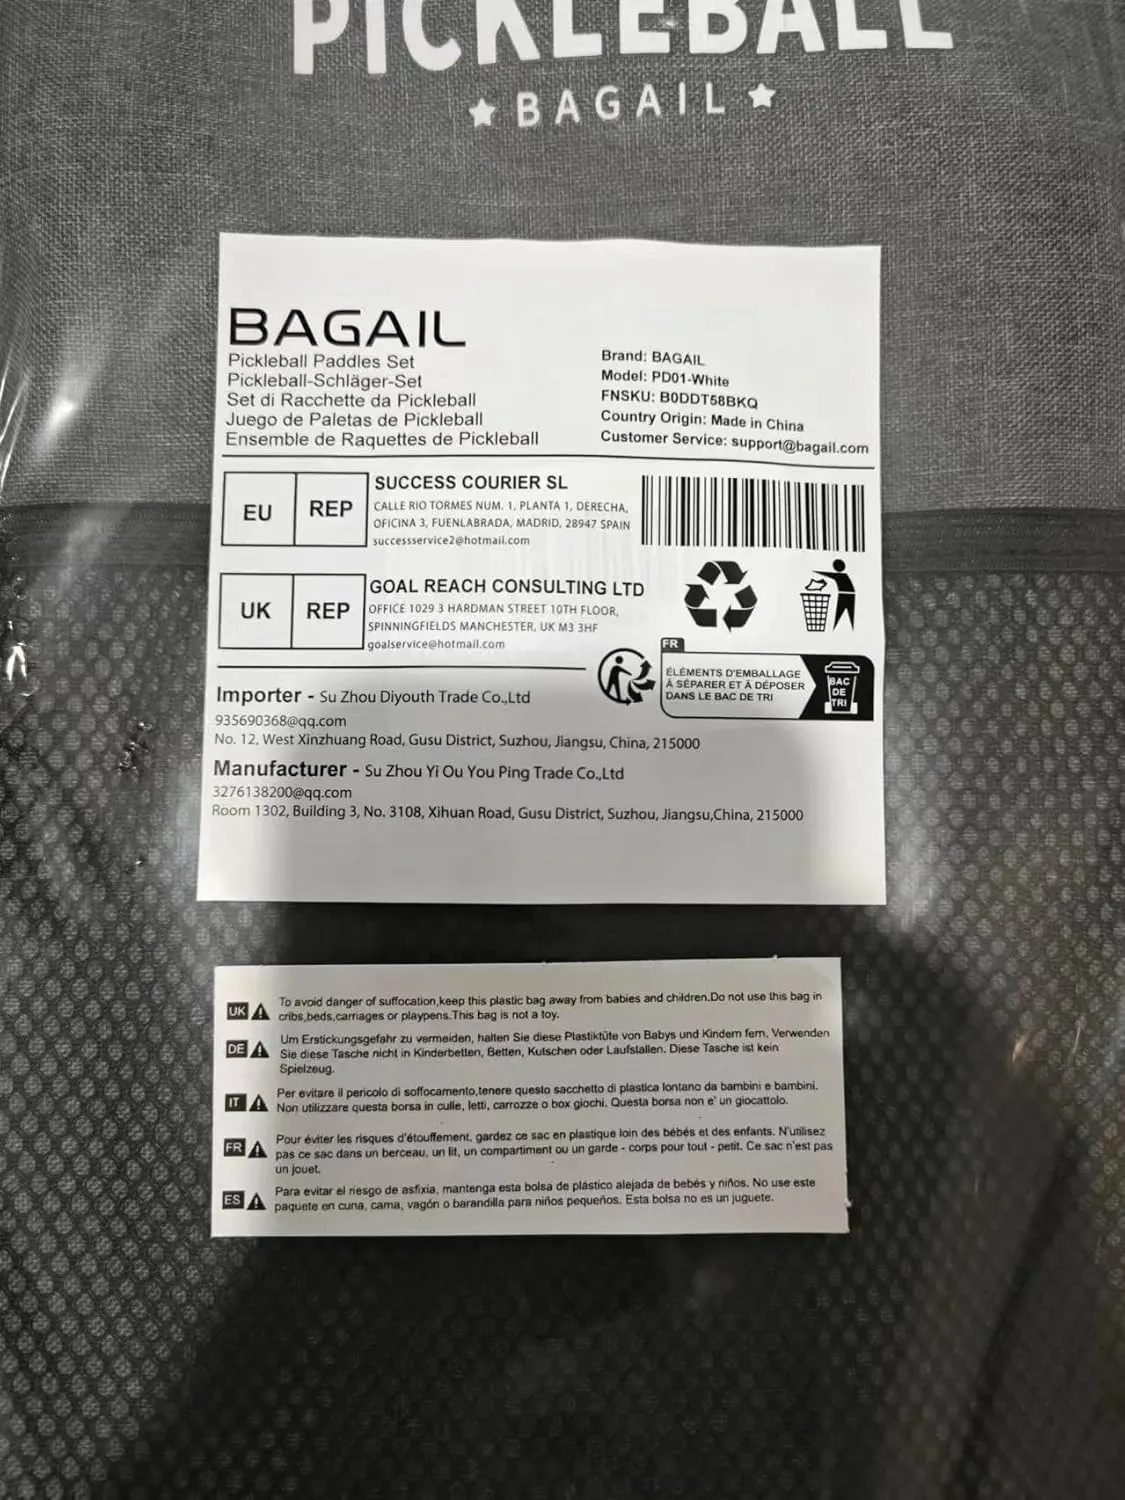 PICKLEBALL
BAGAIL
BAGAIL
Pickleball Paddles Set
Pickleball-Schläger-Set
Set di Racchette da Pickleball
Juego de Paletas de Pickleball
Ensemble de Raquettes de Pickleball
Brand: BAGAIL
Model: PD01-White
FNSKU: B0DDT58BKQ
Country Origin: Made in China
Customer Service: support@bagail.com
EU REP
SUCCESS COURIER SL
CALLE RIO TORMES NUM. 1, PLANTA 1, DERECHA,
OFICINA 3, FUENLABRADA, MADRID, 28947 SPAIN
successservice2@hotmail.com
UK REP
GOAL REACH CONSULTING LTD
OFFICE 1029 3 HARDMAN STREET 10TH FLOOR,
SPINNINGFIELDS MANCHESTER, UK M3 3HF
goalservice@hotmail.com
FR
ÉLÉMENTS D'EMBALLAGE
À SÉPARER ET À DÉPOSER
DANS LE BAC DE TRI
BAC
DE
TRI
Importer - Su Zhou Diyouth Trade Co.,Ltd
935690368@qq.com
No. 12, West Xinzhuang Road, Gusu District, Suzhou, Jiangsu, China, 215000
Manufacturer - Su Zhou Yi Ou You Ping Trade Co.,Ltd
3276138200@qq.com
Room 1302, Building 3, No. 3108, Xihuan Road, Gusu District, Suzhou, Jiangsu,China, 215000
UK To avoid danger of suffocation,keep this plastic bag away from babies and children.Do not use this bag in
cribs,beds,carriages or playpens.This bag is not a toy.
DE Um Erstickungsgefahr zu vermeiden, halten Sie diese Plastiktüte von Babys und Kindern fern. Verwenden
Sie diese Tasche nicht in Kinderbetten, Betten, Kutschen oder Laufstallen. Diese Tasche ist kein
Spielzeug.
IT Per evitare il pericolo di soffocamento,tenere questo sacchetto di plastica lontano da bambini e bambini.
Non utilizzare questa borsa in culle, letti, carrozze o box giochi. Questa borsa non e' un giocattolo.
FR Pour éviter les risques d'étouffement, gardez ce sac en plastique loin des bébés et des enfants. N'utilisez
pas ce sac dans un berceau, un lit, un compartiment ou un garde - corps pour tout - petit. Ce sac n'est pas
un jouet.
ES Para evitar el riesgo de asfixia, mantenga esta bolsa de plástico alejada de bebés y niños. No use este
paquete en cuna, cama, vagón o barandilla para niños pequeños. Esta bolsa no es un juguete.